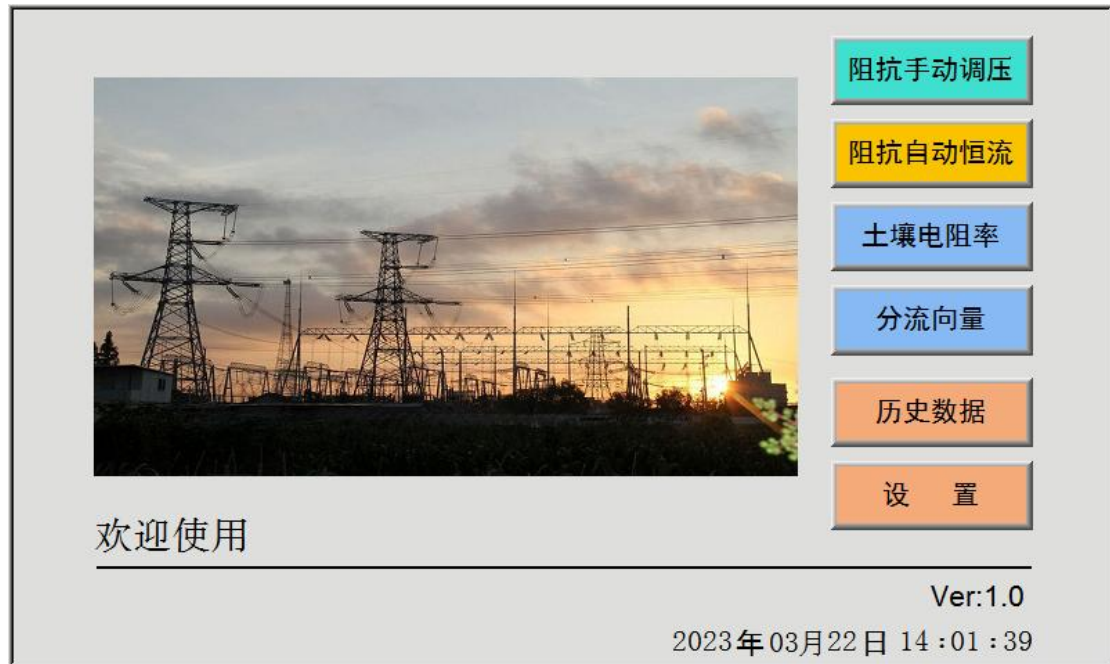 阻抗手动调压
阻抗自动恒流
土壤电阻率
分流向量
历史数据
设 置
欢迎使用
Ver:1.0
2023年03月22日 14:01:39